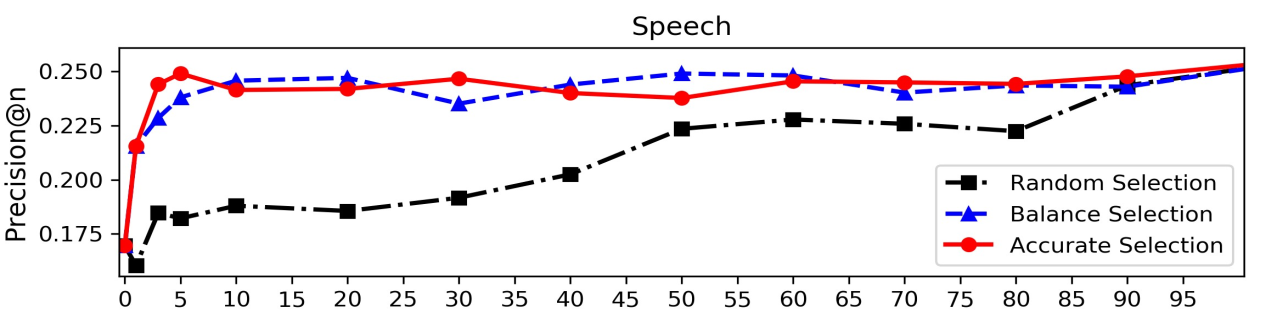 Speech
Precision@n
0.250
0.225
0.200
0.175
Random Selection
Balance Selection
Accurate Selection
0 5 10 15 20 25 30 35 40 45 50 55 60 65 70 75 80 85 90 95